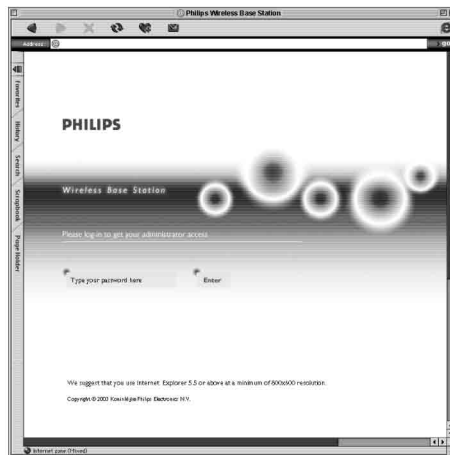 Philips Wireless Base Station
Address
Favorites
History
Search
Scrapbook
Page Holder
PHILIPS
Wireless Base Station
Please log-in to get your administrator access
Type your password here
Enter
We suggest that you use Internet Explorer 5.5 or above at a minimum of 800x600 resolution.
Copyright © 2003 Koninklijke Philips Electronics N.V.
Internet zone (Mixed)